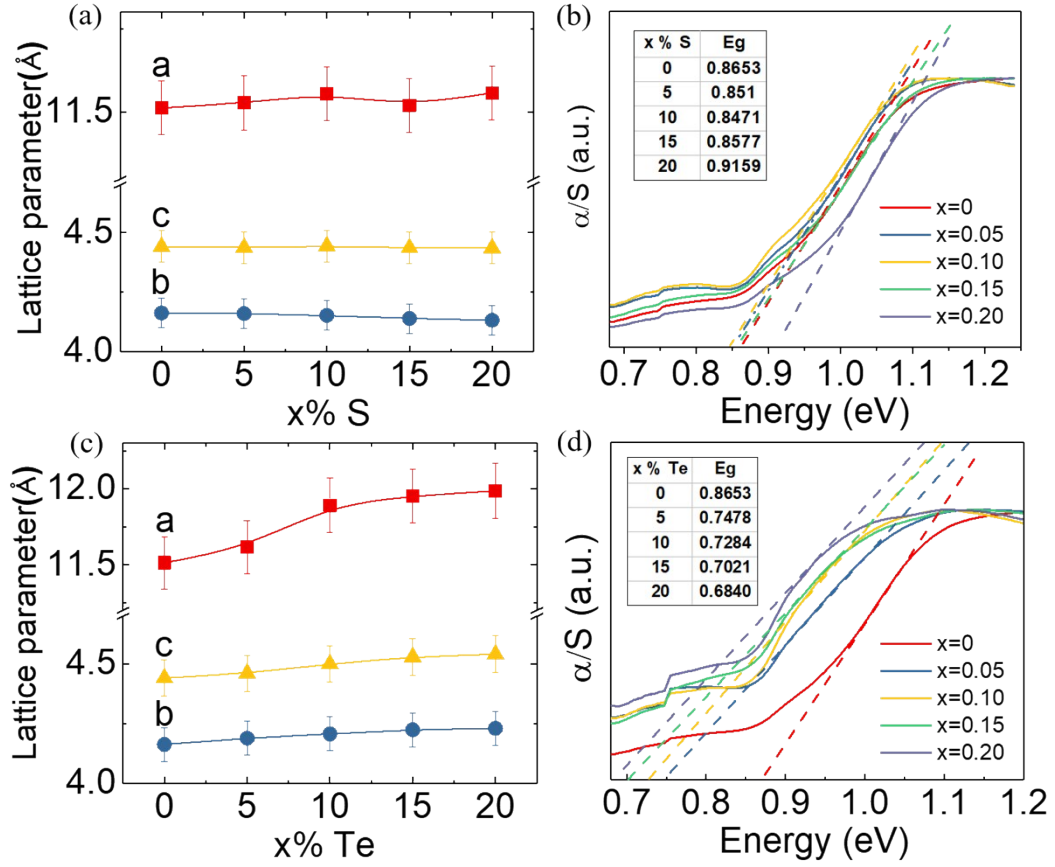 (a)
Lattice parameter(Å)
11.5
4.5
4.0
a
c
b
0 5 10 15 20
x% S
(b)
α/S (a.u.)
x % S Eg
0 0.8653
5 0.851
10 0.8471
15 0.8577
20 0.9159
x=0
x=0.05
x=0.10
x=0.15
x=0.20
0.7 0.8 0.9 1.0 1.1 1.2
Energy (eV)
(c)
Lattice parameter(Å)
12.0
11.5
4.5
4.0
a
c
b
0 5 10 15 20
x% Te
(d)
α/S (a.u.)
x % Te Eg
0 0.8653
5 0.7478
10 0.7284
15 0.7021
20 0.6840
x=0
x=0.05
x=0.10
x=0.15
x=0.20
0.7 0.8 0.9 1.0 1.1 1.2
Energy (eV)